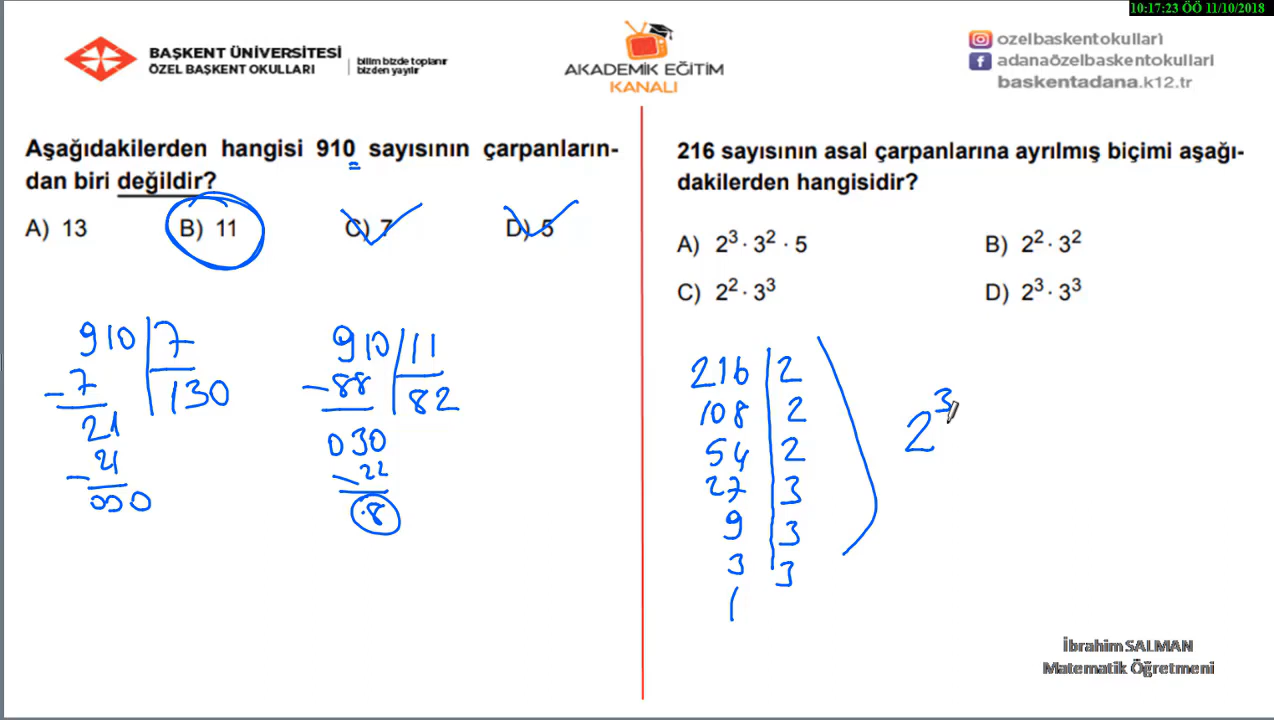 10:17:23 ÖÖ 11/10/2018
BAŞKENT ÜNİVERSİTESİ
ÖZEL BAŞKENT OKULLARI
bilim bizde toplanır
bizden yayılır
AKADEMİK EĞİTİM
KANALI
ozelbaskentokullari
adanaözelbaskentokullari
baskentadana.k12.tr
Aşağıdakilerden hangisi 910 sayısının çarpanların-
dan biri değildir?
A) 13 B) 11 C) 7 D) 5
910 7
-7 130
21
-21
000
910 11
-88 82
030
-22
.8
216 sayısının asal çarpanlarına ayrılmış biçimi aşağı-
dakilerden hangisidir?
A) 2³ · 3² · 5 B) 2² · 3²
C) 2² · 3³ D) 2³ · 3³
216 2
108 2
54 2
27 3
9 3
3 3
1
2³
İbrahim SALMAN
Matematik Öğretmeni